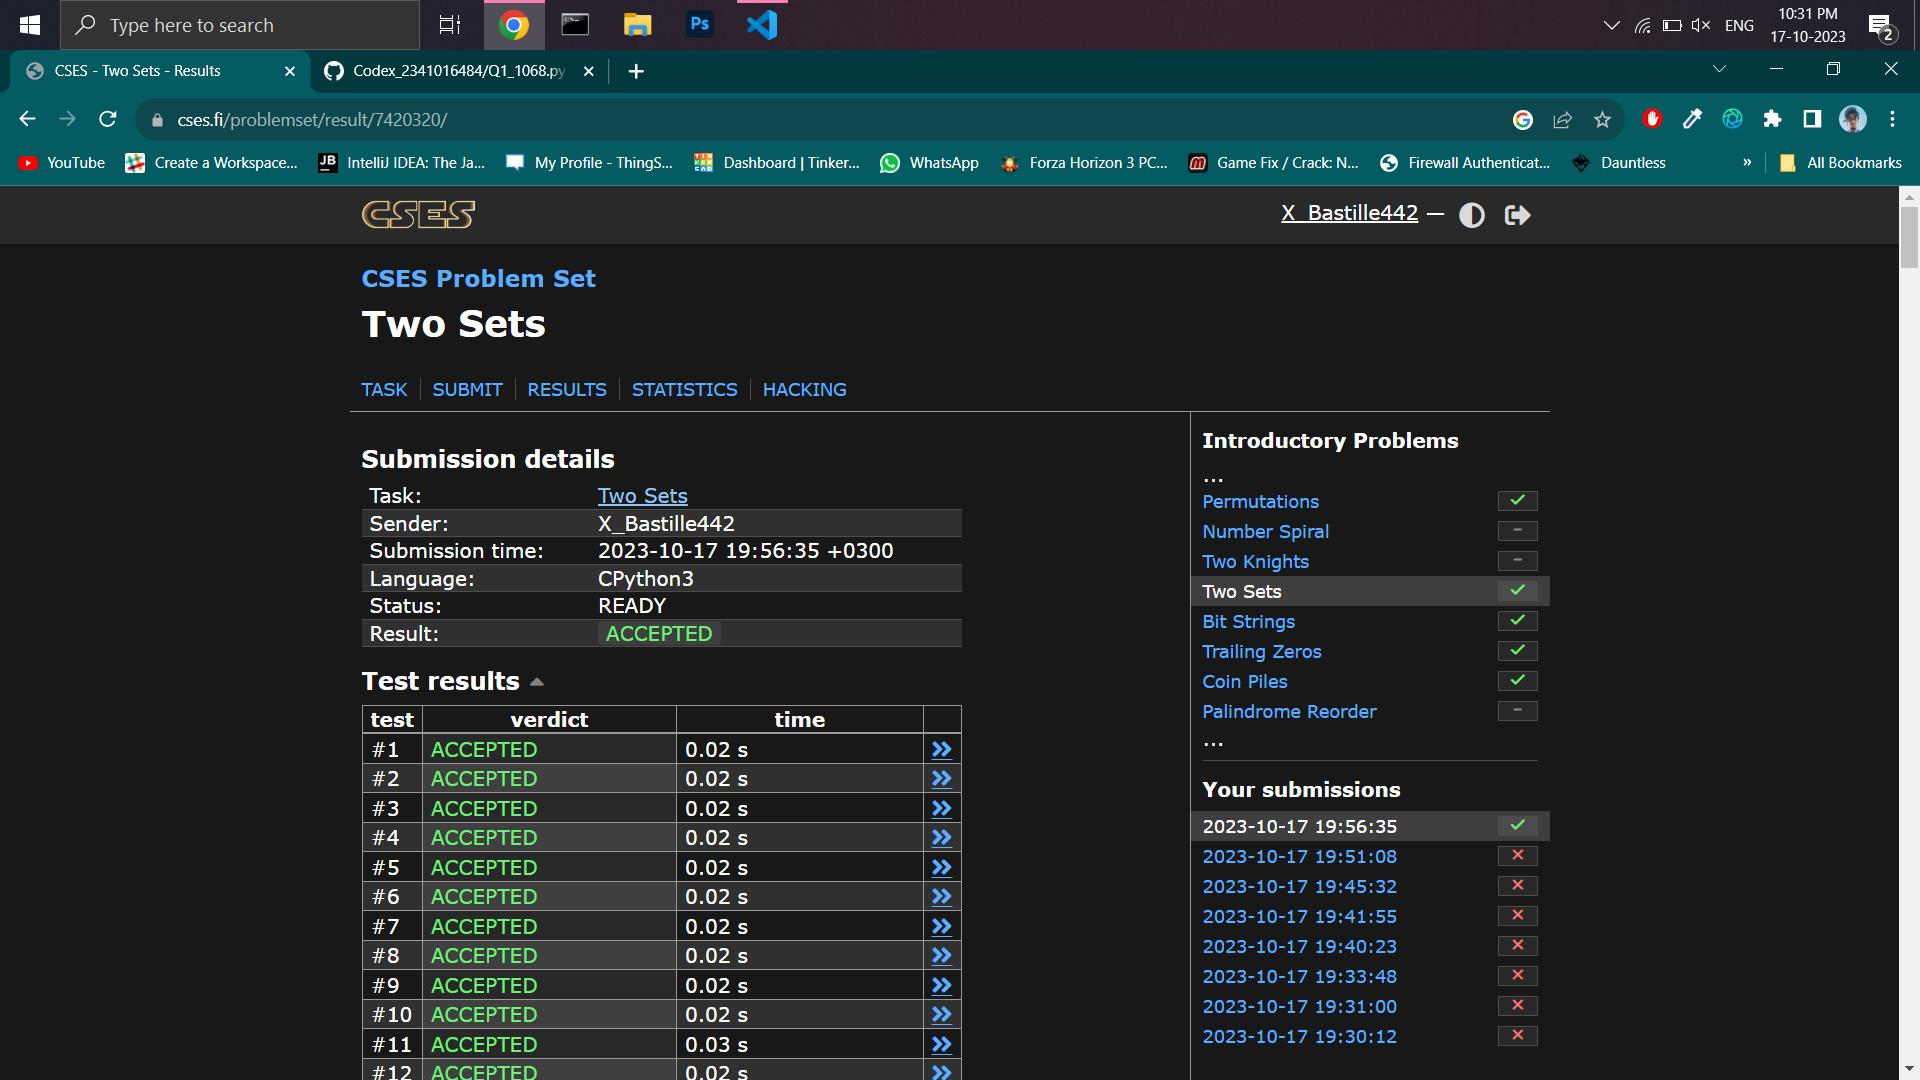 Type here to search
Ps
ENG
10:31 PM
17-10-2023
2
CSES - Two Sets - Results
Codex_2341016484/Q1_1068.py
cses.fi/problemset/result/7420320/
YouTube
Create a Workspace...
JB
IntelliJ IDEA: The Ja...
My Profile - ThingS...
Dashboard | Tinker...
WhatsApp
Forza Horizon 3 PC...
Game Fix / Crack: N...
Firewall Authenticat...
Dauntless
»
All Bookmarks
CSES
X_Bastille442 —
CSES Problem Set
Two Sets
TASK
SUBMIT
RESULTS
STATISTICS
HACKING
Submission details
Task: Two Sets
Sender: X_Bastille442
Submission time: 2023-10-17 19:56:35 +0300
Language: CPython3
Status: READY
Result: ACCEPTED
Test results
test verdict time
#1 ACCEPTED 0.02 s
#2 ACCEPTED 0.02 s
#3 ACCEPTED 0.02 s
#4 ACCEPTED 0.02 s
#5 ACCEPTED 0.02 s
#6 ACCEPTED 0.02 s
#7 ACCEPTED 0.02 s
#8 ACCEPTED 0.02 s
#9 ACCEPTED 0.02 s
#10 ACCEPTED 0.02 s
#11 ACCEPTED 0.03 s
#12 ACCEPTED 0.02 s
Introductory Problems
...
Permutations
Number Spiral
Two Knights
Two Sets
Bit Strings
Trailing Zeros
Coin Piles
Palindrome Reorder
...
Your submissions
2023-10-17 19:56:35
2023-10-17 19:51:08
2023-10-17 19:45:32
2023-10-17 19:41:55
2023-10-17 19:40:23
2023-10-17 19:33:48
2023-10-17 19:31:00
2023-10-17 19:30:12